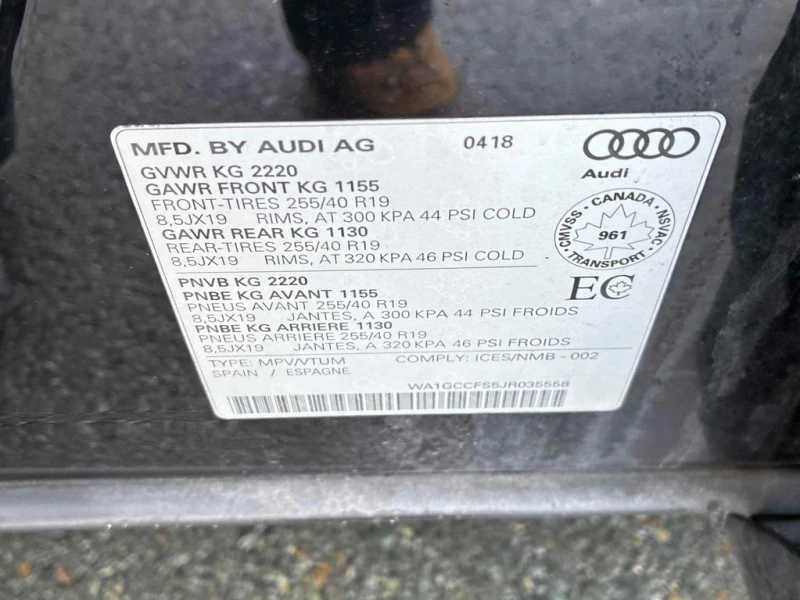 MFD. BY AUDI AG 0418
Audi
GVWR KG 2220
GAWR FRONT KG 1155
FRONT-TIRES 255/40 R19
8,5JX19 RIMS, AT 300 KPA 44 PSI COLD
GAWR REAR KG 1130
REAR-TIRES 255/40 R19
8,5JX19 RIMS, AT 320 KPA 46 PSI COLD
CANADA
CMVSS · NSVAC
961
TRANSPORT
EC
PNVB KG 2220
PNBE KG AVANT 1155
PNEUS AVANT 255/40 R19
8,5JX19 JANTES, A 300 KPA 44 PSI FROIDS
PNBE KG ARRIERE 1130
PNEUS ARRIERE 255/40 R19
8,5JX19 JANTES, A 320 KPA 46 PSI FROIDS
TYPE: MPV/VTUM COMPLY: ICES/NMB - 002
SPAIN / ESPAGNE
WA1GCCFS5JR035558